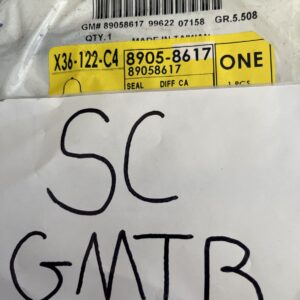 GM# 89058617 99622 07158 GR.5.508
QTY.1 MADE IN TAIWAN
X36-122-C4 8905-8617 ONE
89058617
SEAL DIFF CA 1 PCS
SC
GMTR